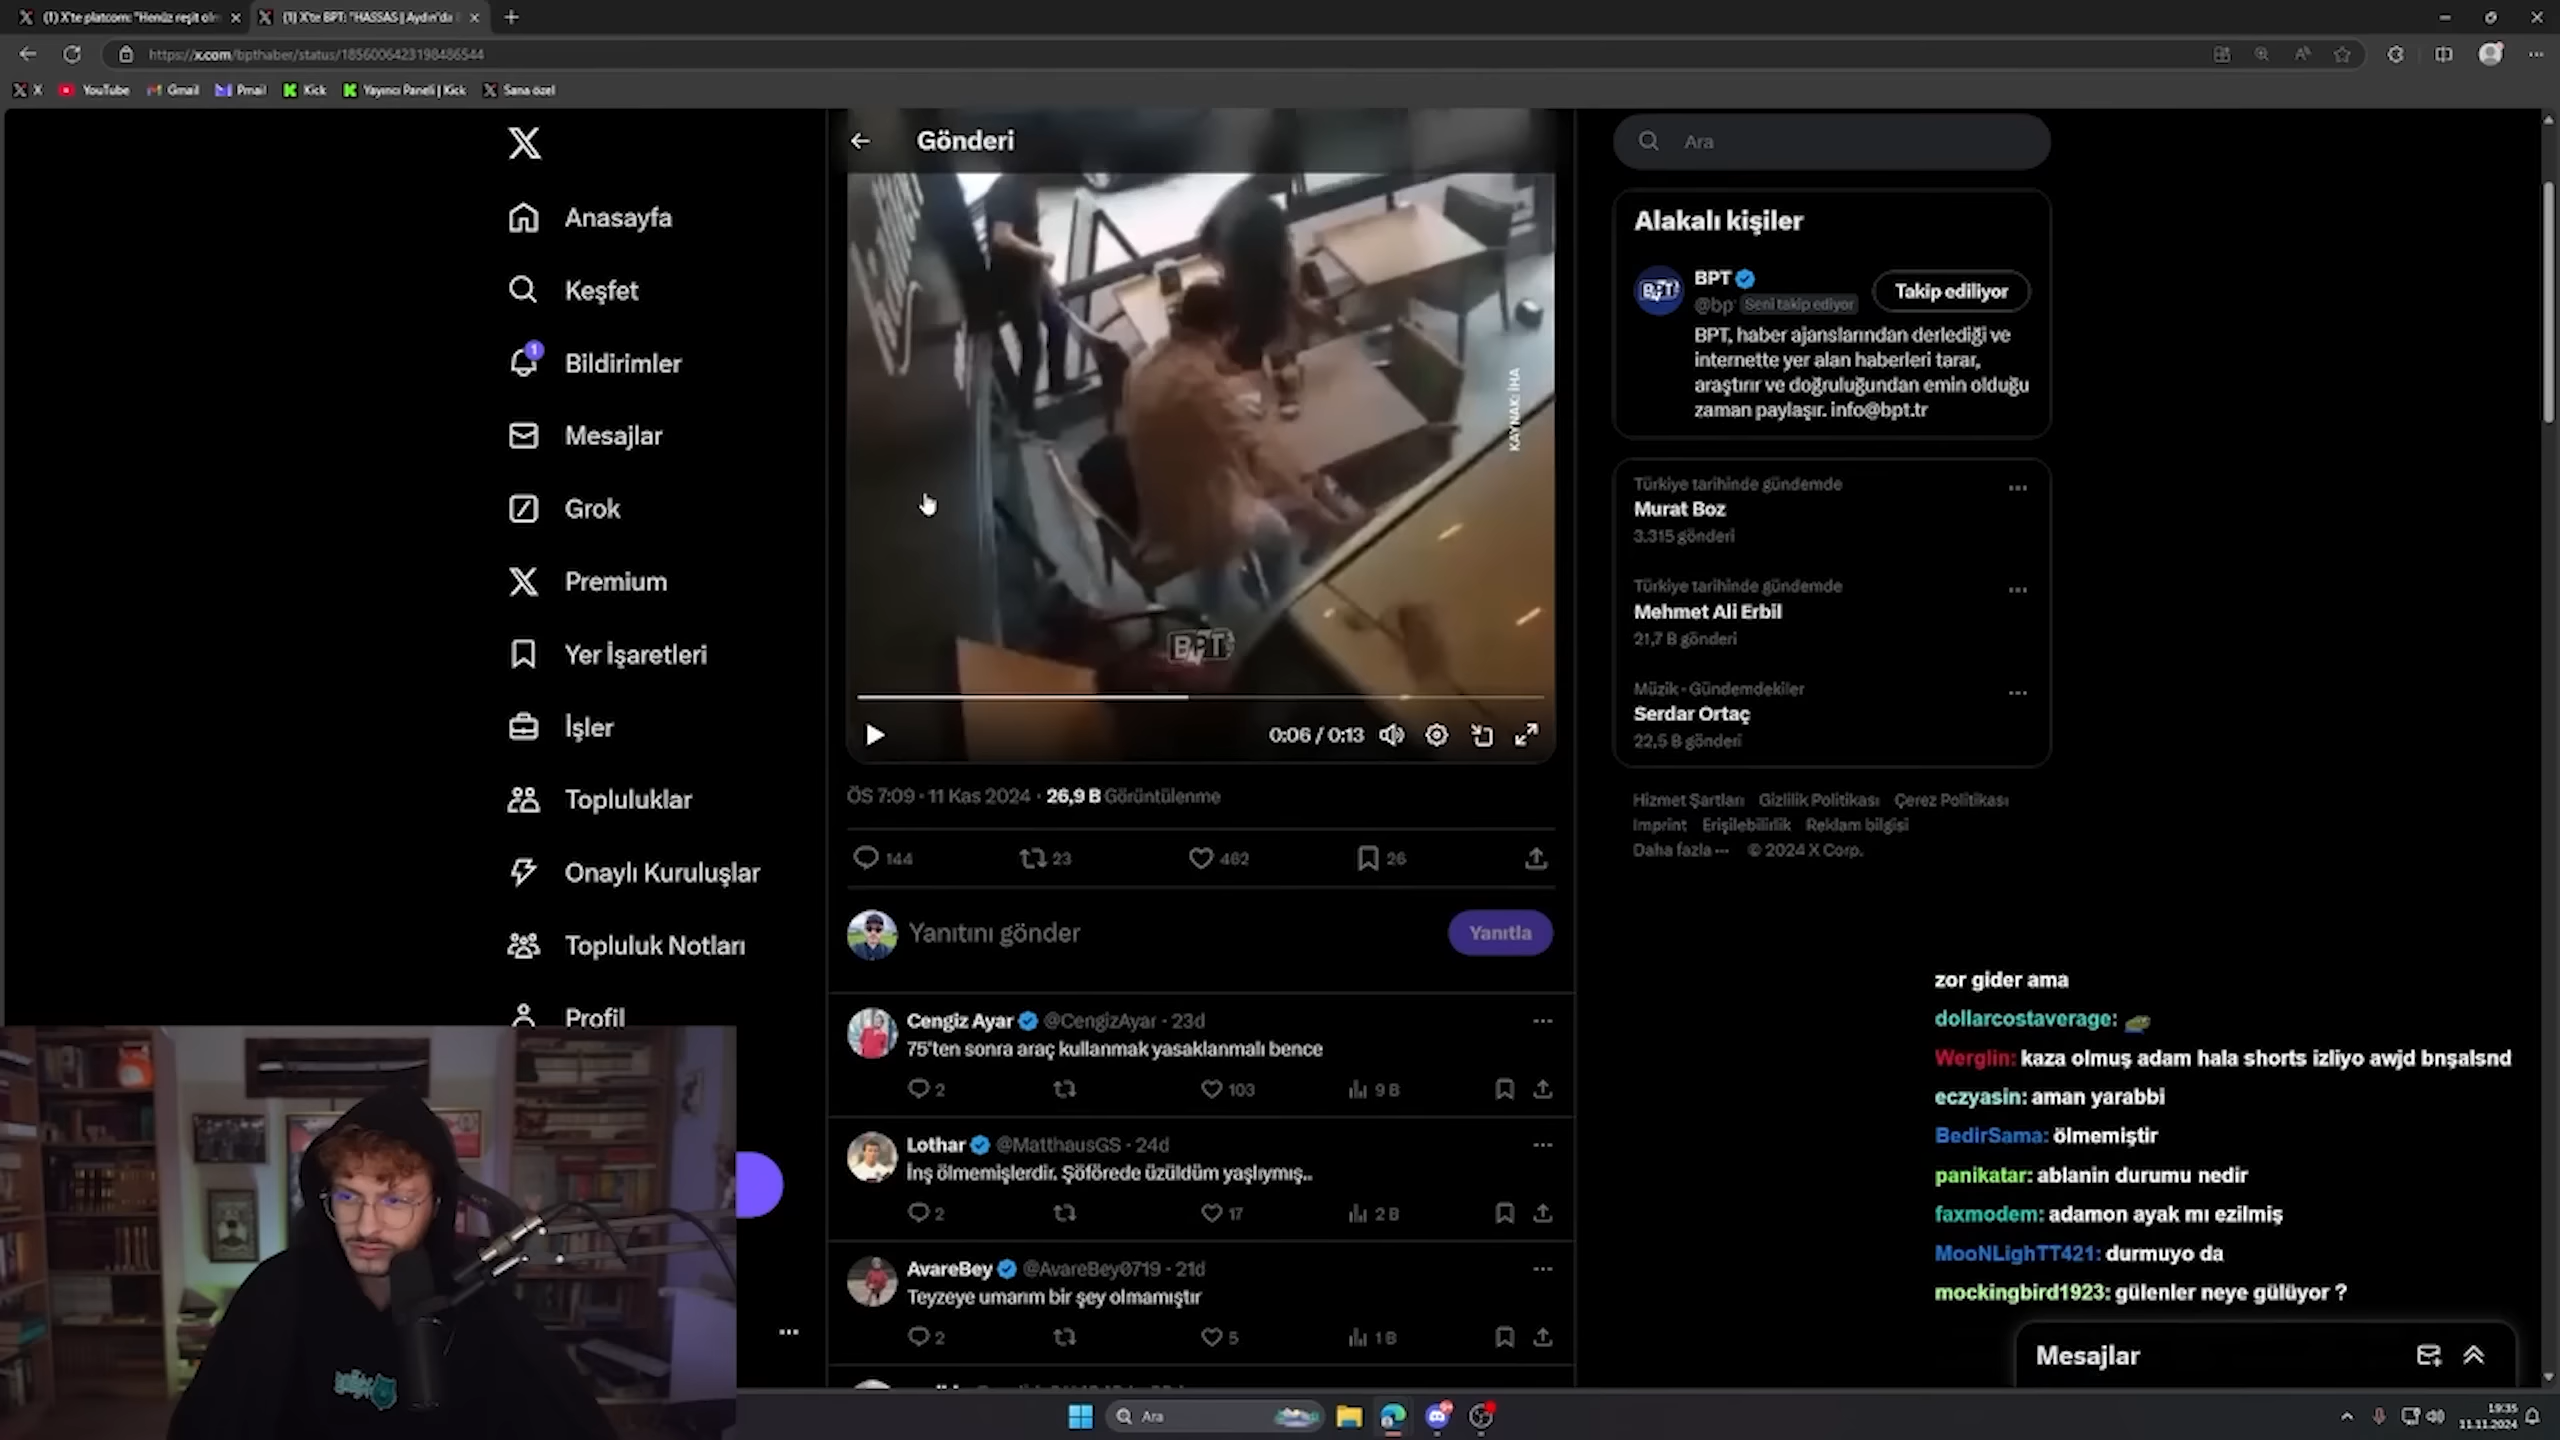 (1) X'te platcom: "Henüz reşit oln
(1) X'te BPT: "HASSAS | Aydın'da
https://x.com/bpthaber/status/1856006423198486544
X
YouTube
Gmail
Pmail
Kick
Yayıncı Paneli | Kick
Sana özel
Anasayfa
Keşfet
1
Bildirimler
Mesajlar
Grok
Premium
Yer İşaretleri
İşler
Topluluklar
Onaylı Kuruluşlar
Topluluk Notları
Profil
Gönderi
KAYNAK: İHA
BPT
0:06 / 0:13
ÖS 7:09 · 11 Kas 2024 · 26,9 B Görüntülenme
144 23 462 26
Yanıtını gönder
Yanıtla
Cengiz Ayar @CengizAyar · 23d
75'ten sonra araç kullanmak yasaklanmalı bence
2 103 9 B
Lothar @MatthausGS · 24d
İnş ölmemişlerdir. Şöförede üzüldüm yaşlıymış..
2 17 2 B
AvareBey @AvareBey0719 · 21d
Teyzeye umarım bir şey olmamıştır
2 5 1 B
Ara
Alakalı kişiler
BPT
BPT
@bp Seni takip ediyor
Takip ediliyor
BPT, haber ajanslarından derlediği ve
internette yer alan haberleri tarar,
araştırır ve doğruluğundan emin olduğu
zaman paylaşır. info@bpt.tr
Türkiye tarihinde gündemde
Murat Boz
3.315 gönderi
Türkiye tarihinde gündemde
Mehmet Ali Erbil
21,7 B gönderi
Müzik · Gündemdekiler
Serdar Ortaç
22,5 B gönderi
Hizmet Şartları Gizlilik Politikası Çerez Politikası
Imprint Erişilebilirlik Reklam bilgisi
Daha fazla ··· © 2024 X Corp.
zor gider ama
dollarcostaverage:
Werglin: kaza olmuş adam hala shorts izliyo awjd bnşalsnd
eczyasin: aman yarabbi
BedirSama: ölmemiştir
panikatar: ablanin durumu nedir
faxmodem: adamon ayak mı ezilmiş
MooNLighTT421: durmuyo da
mockingbird1923: gülenler neye gülüyor ?
Mesajlar
Ara
19:35
11.11.2024